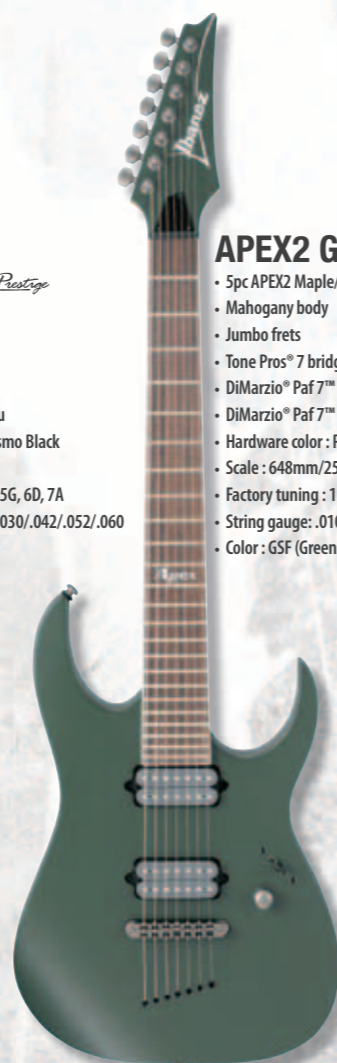 Ibanez
Prestige
u
smo Black
5G, 6D, 7A
030/.042/.052/.060
APEX2 G
• 5pc APEX2 Maple/
• Mahogany body
• Jumbo frets
• Tone Pros® 7 bridg
• DiMarzio® Paf 7™
• DiMarzio® Paf 7™
• Hardware color : P
• Scale : 648mm/25
• Factory tuning : 1
• String gauge: .010
• Color : GSF (Green
Apex